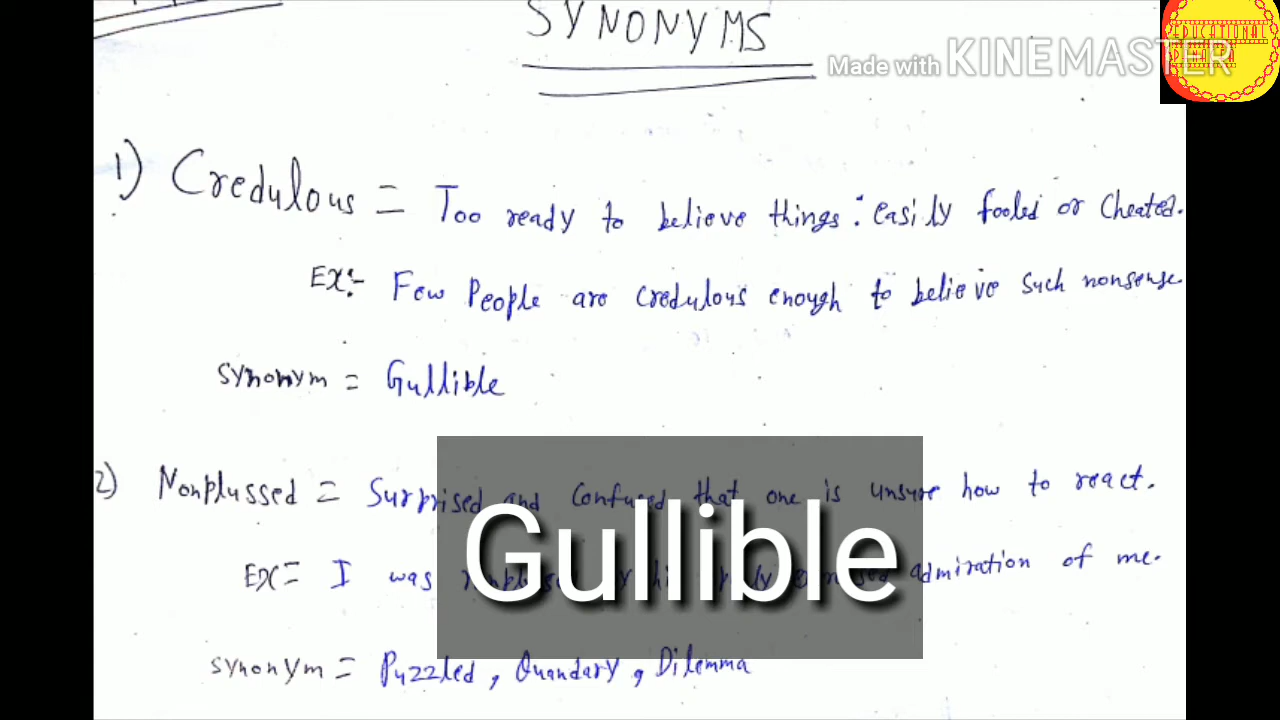 SYNONYMS
Made with KINEMASTER
EDUCATIONAL
1) Credulous = Too ready to believe things : easily fooled or Cheated.
Ex:- Few People are credulous enough to believe such nonsense.
synonym = Gullible
2) Nonplussed = Surprised and Confused that one is unsure how to react.
Gullible
Ex = I was nonplussed admiration of me.
synonym = Puzzled, Quandary, Dilemma